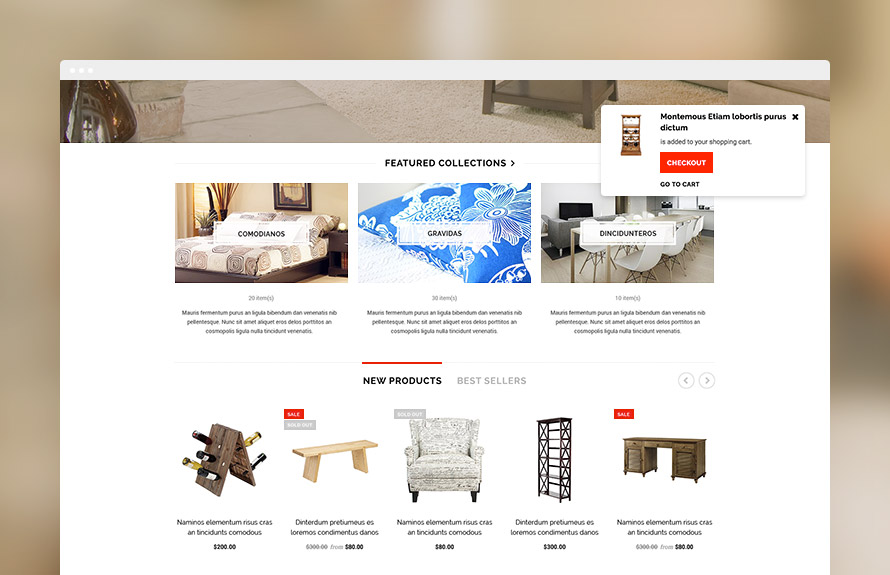 Montemous Etiam lobortis purus
dictum
is added to your shopping cart.
CHECKOUT
GO TO CART
FEATURED COLLECTIONS
COMODIANOS
GRAVIDAS
DINCIDUNTEROS
20 item(s)
30 item(s)
10 item(s)
Mauris fermentum purus an ligula bibendum dan venenatis nib
pellentesque. Nunc sit amet aliquet eros delos porttitos an
cosmopolis ligula nulla tincidunt venenatis.
Mauris fermentum purus an ligula bibendum dan venenatis nib
pellentesque. Nunc sit amet aliquet eros delos porttitos an
cosmopolis ligula nulla tincidunt venenatis.
Mauris fermentum purus an ligula bibendum dan venenatis nib
pellentesque. Nunc sit amet aliquet eros delos porttitos an
cosmopolis ligula nulla tincidunt venenatis.
NEW PRODUCTS
BEST SELLERS
SALE
SOLD OUT
SOLD OUT
SALE
Naminos elementum risus cras
an tincidunts comodous
$200.00
Dinterdum pretiumeus es
loremos condimentus danos
$300.00 from $80.00
Naminos elementum risus cras
an tincidunts comodous
$80.00
Dinterdum pretiumeus es
loremos condimentus danos
$300.00
Naminos elementum risus cras
an tincidunts comodous
$300.00 from $80.00